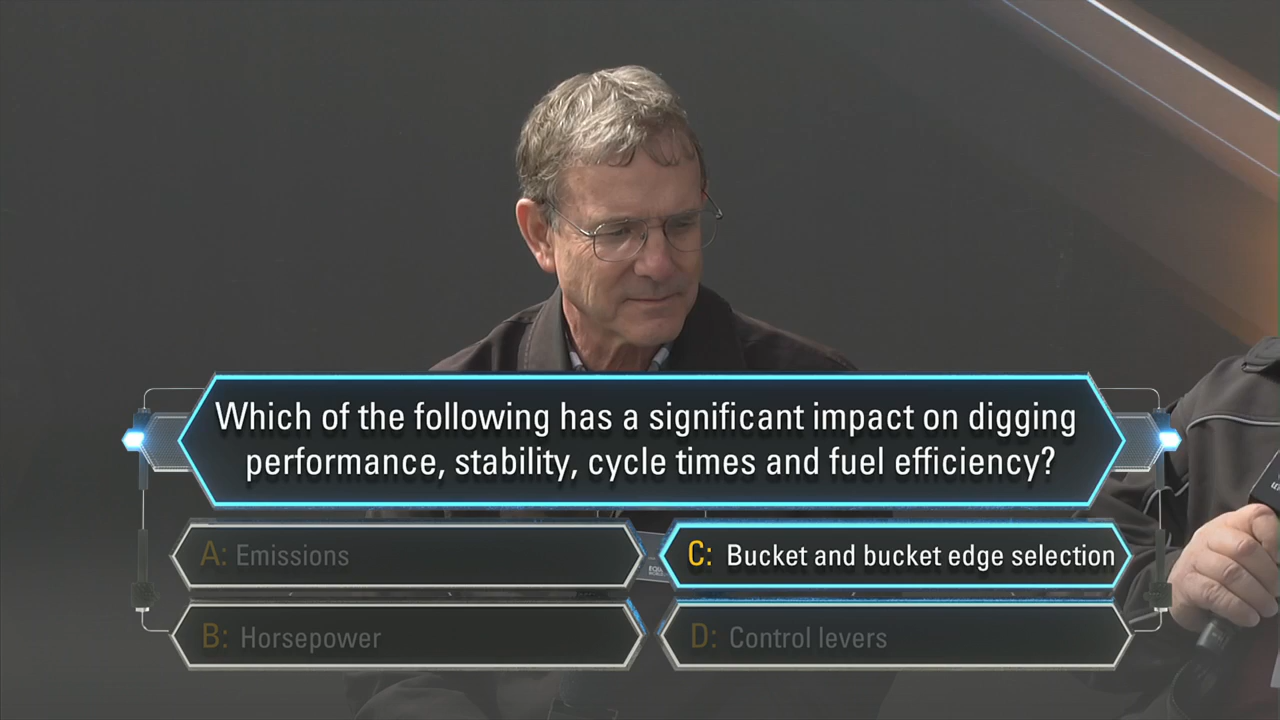 Which of the following has a significant impact on digging
performance, stability, cycle times and fuel efficiency?
A: Emissions
C: Bucket and bucket edge selection
B: Horsepower
D: Control levers